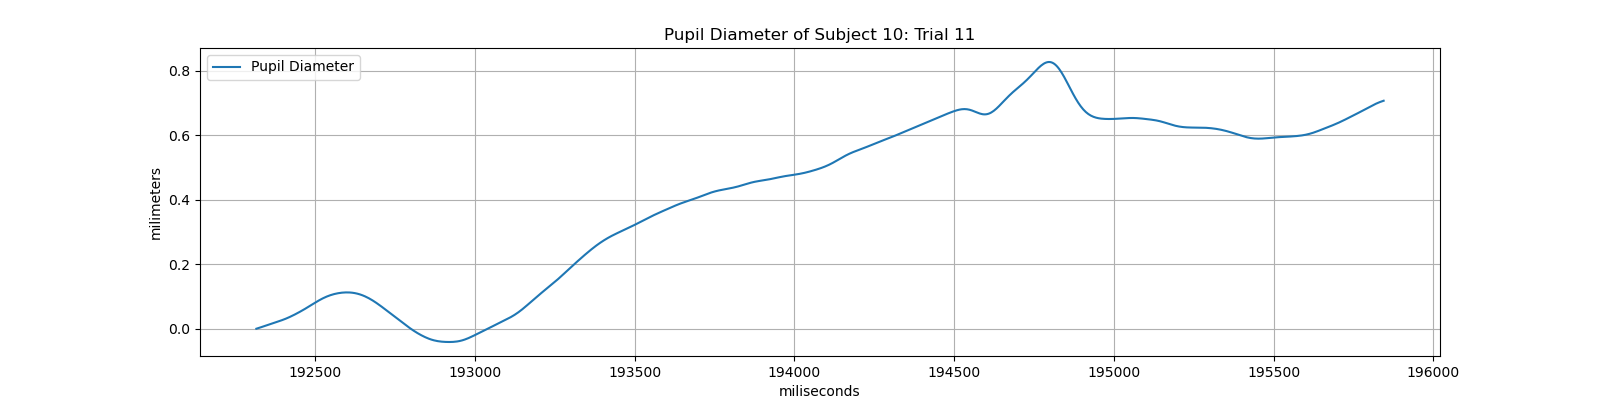 Pupil Diameter of Subject 10: Trial 11
Pupil Diameter
milimeters
0.8
0.6
0.4
0.2
0.0
192500 193000 193500 194000 194500 195000 195500 196000
miliseconds